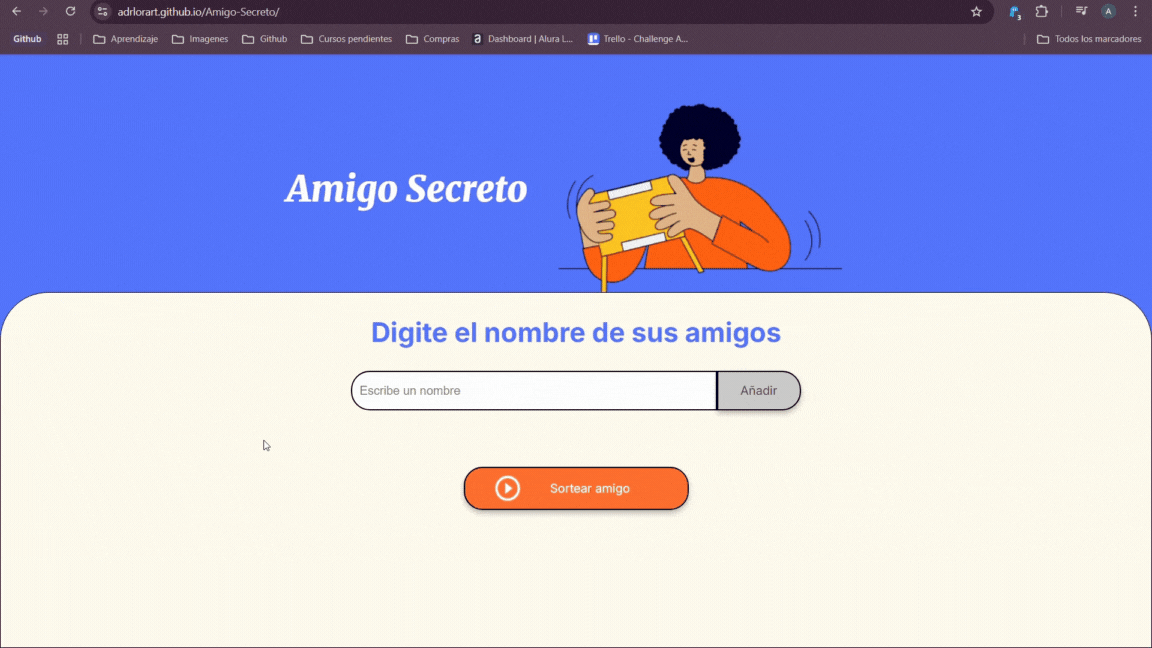 adrlorart.github.io/Amigo-Secreto/
3
A
Github
Aprendizaje
Imagenes
Github
Cursos pendientes
Compras
a
Dashboard | Alura L...
Trello - Challenge A...
Todos los marcadores
Amigo Secreto
Digite el nombre de sus amigos
Escribe un nombre
Añadir
Sortear amigo